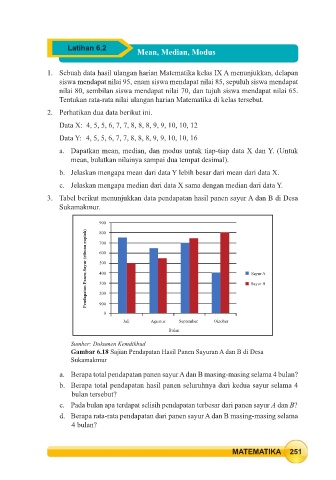 Latihan 6.2
Mean, Median, Modus
1. Sebuah data hasil ulangan harian Matematika kelas IX A menunjukkan, delapan
siswa mendapat nilai 95, enam siswa mendapat nilai 85, sepuluh siswa mendapat
nilai 80, sembilan siswa mendapat nilai 70, dan tujuh siswa mendapat nilai 65.
Tentukan rata-rata nilai ulangan harian Matematika di kelas tersebut.
2. Perhatikan dua data berikut ini.
Data X: 4, 5, 5, 6, 7, 7, 8, 8, 8, 9, 9, 10, 10, 12
Data Y: 4, 5, 5, 6, 7, 7, 8, 8, 8, 9, 9, 10, 10, 16
a. Dapatkan mean, median, dan modus untuk tiap-tiap data X dan Y. (Untuk
mean, bulatkan nilainya sampai dua tempat desimal).
b. Jelaskan mengapa mean dari data Y lebih besar dari mean dari data X.
c. Jelaskan mengapa median dari data X sama dengan median dari data Y.
3. Tabel berikut menunjukkan data pendapatan hasil panen sayur A dan B di Desa
Sukamakmur.
900
800
700
600
500
400
300
200
100
0
Pendapatan Panen Sayur (ribuan rupiah)
Sayur A
Sayur B
Juli Agustus September Oktober
Bulan
Sumber: Dokumen Kemdikbud
Gambar 6.18 Sajian Pendapatan Hasil Panen Sayuran A dan B di Desa
Sukamakmur
a. Berapa total pendapatan panen sayur A dan B masing-masing selama 4 bulan?
b. Berapa total pendapatan hasil panen seluruhnya dari kedua sayur selama 4
bulan tersebut?
c. Pada bulan apa terdapat selisih pendapatan terbesar dari panen sayur A dan B?
d. Berapa rata-rata pendapatan dari panen sayur A dan B masing-masing selama
4 bulan?
MATEMATIKA 251